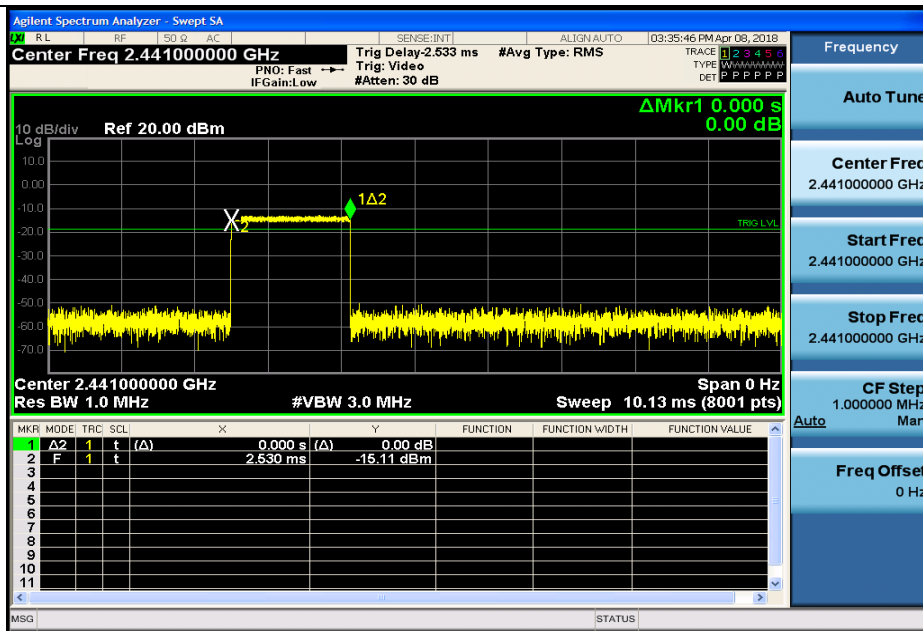 Agilent Spectrum Analyzer - Swept SA
LXI RL RF 50 Ω AC SENSE:INT ALIGN AUTO 03:35:46 PM Apr 08, 2018
Center Freq 2.441000000 GHz
PNO: Fast
IFGain:Low
Trig Delay-2.533 ms
Trig: Video
#Atten: 30 dB
#Avg Type: RMS
TRACE 1 2 3 4 5 6
TYPE WWWWWW
DET P P P P P P
ΔMkr1 0.000 s
0.00 dB
10 dB/div Ref 20.00 dBm
Log
10.0
0.00
-10.0
-20.0
-30.0
-40.0
-50.0
-60.0
-70.0
1Δ2
2
TRIG LVL
Center 2.441000000 GHz Span 0 Hz
Res BW 1.0 MHz #VBW 3.0 MHz Sweep 10.13 ms (8001 pts)
MKR MODE TRC SCL X Y FUNCTION FUNCTION WIDTH FUNCTION VALUE
1 Δ2 1 t (Δ) 0.000 s (Δ) 0.00 dB
2 F 1 t 2.530 ms -15.11 dBm
3
4
5
6
7
8
9
10
11
MSG STATUS
Frequency
Auto Tune
Center Freq
2.441000000 GHz
Start Freq
2.441000000 GHz
Stop Freq
2.441000000 GHz
CF Step
1.000000 MHz
Auto Man
Freq Offset
0 Hz